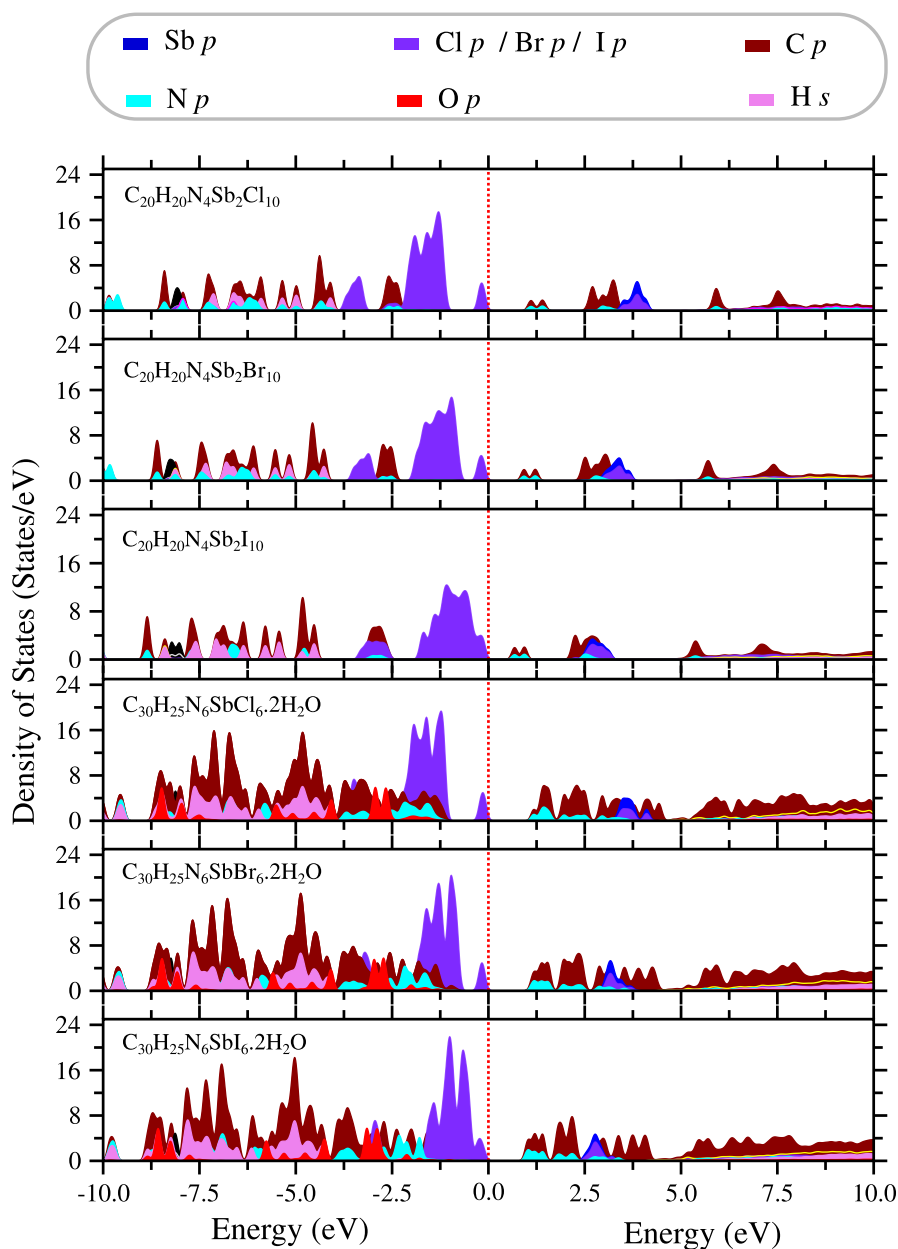 Sb p Cl p / Br p / I p C p
N p O p H s
Density of States (States/eV)
24
16
8
0
C₂₀H₂₀N₄Sb₂Cl₁₀
24
16
8
0
C₂₀H₂₀N₄Sb₂Br₁₀
24
16
8
0
C₂₀H₂₀N₄Sb₂I₁₀
24
16
8
0
C₃₀H₂₅N₆SbCl₆.2H₂O
24
16
8
0
C₃₀H₂₅N₆SbBr₆.2H₂O
24
16
8
0
C₃₀H₂₅N₆SbI₆.2H₂O
-10.0 -7.5 -5.0 -2.5 0.0 2.5 5.0 7.5 10.0
Energy (eV) Energy (eV)